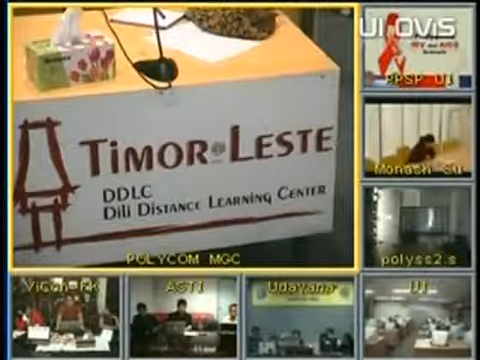 UI OVIS
HIV and AIDS
PPSP UI
TIMOR LESTE
DDLC
DILI DISTANCE LEARNING CENTER
Monash Su
POLYCOM MGC
polyss2.s
ASTI
Udayana
UI